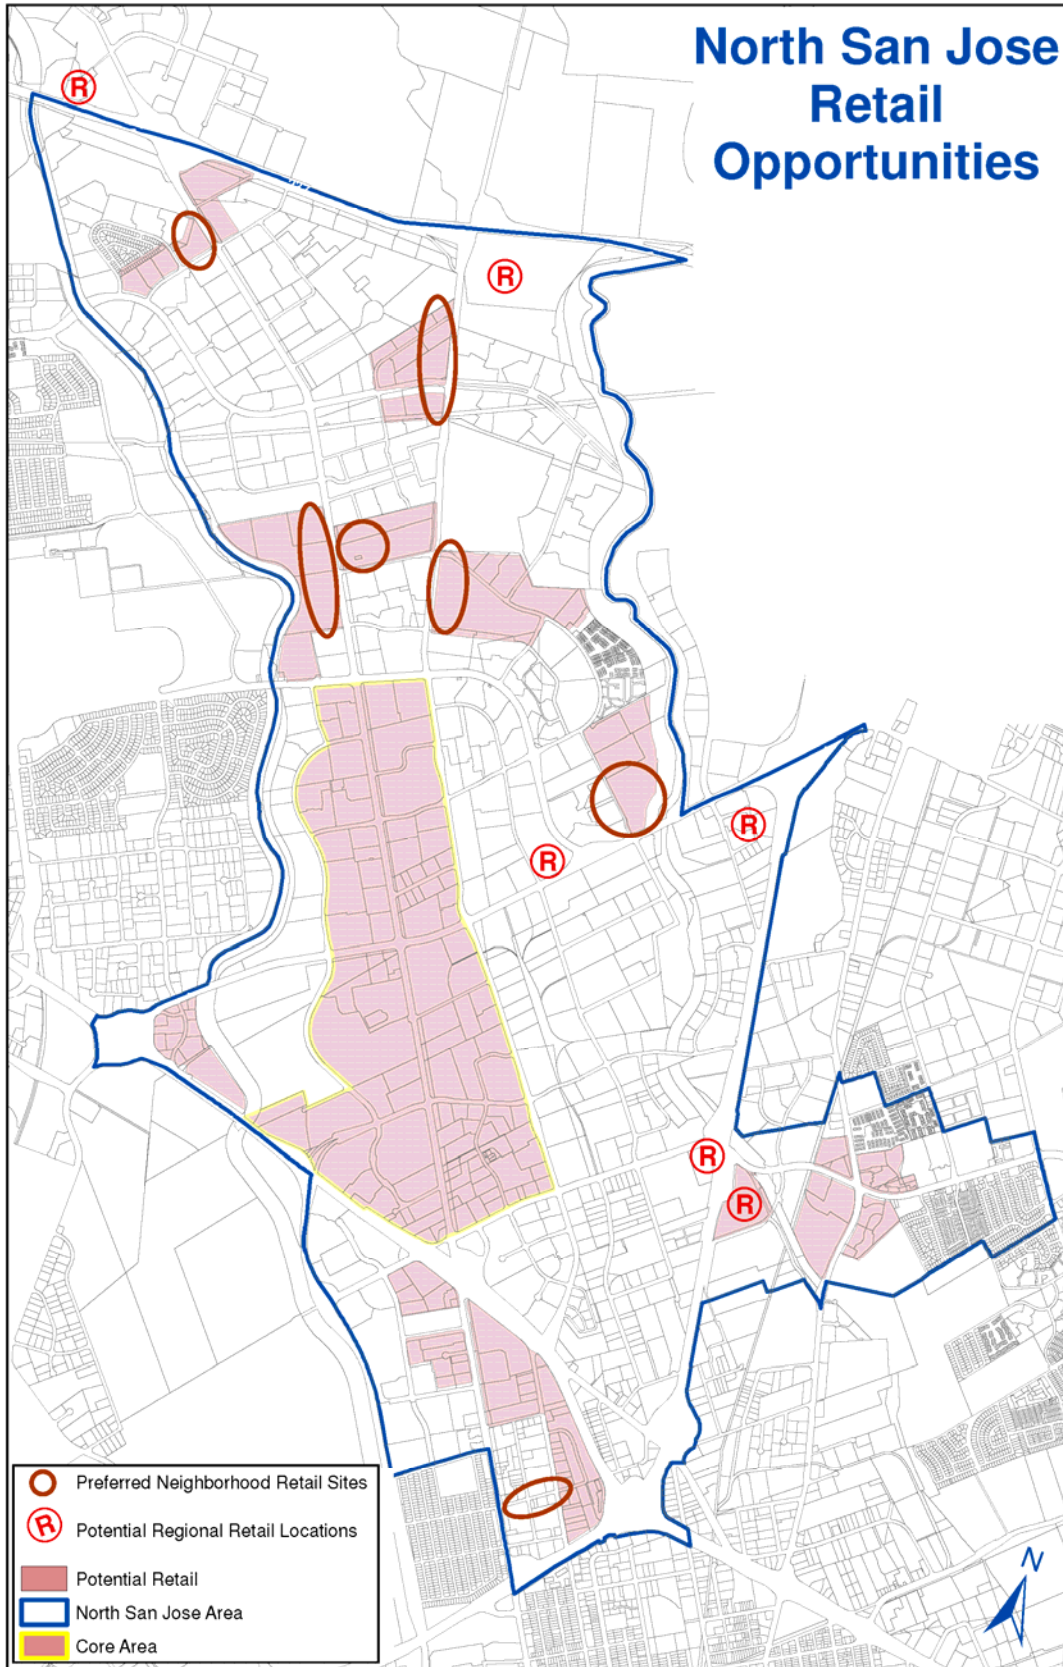 North San Jose
Retail
Opportunities
R
R
R
R
R
R
Preferred Neighborhood Retail Sites
R
Potential Regional Retail Locations
Potential Retail
North San Jose Area
Core Area
N